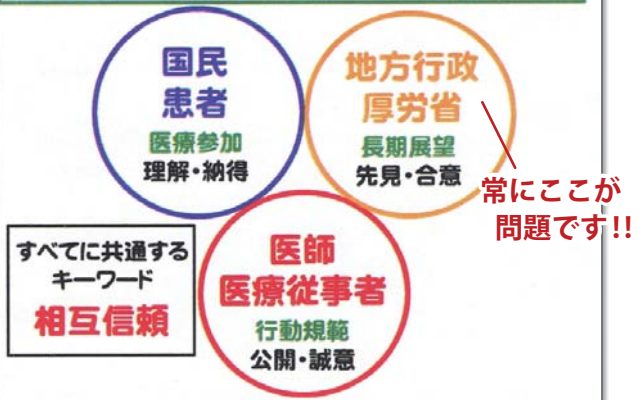 国民
患者
医療参加
理解・納得
地方行政
厚労省
長期展望
先見・合意
常にここが
問題です!!
すべてに共通する
キーワード
相互信頼
医師
医療従事者
行動規範
公開・誠意